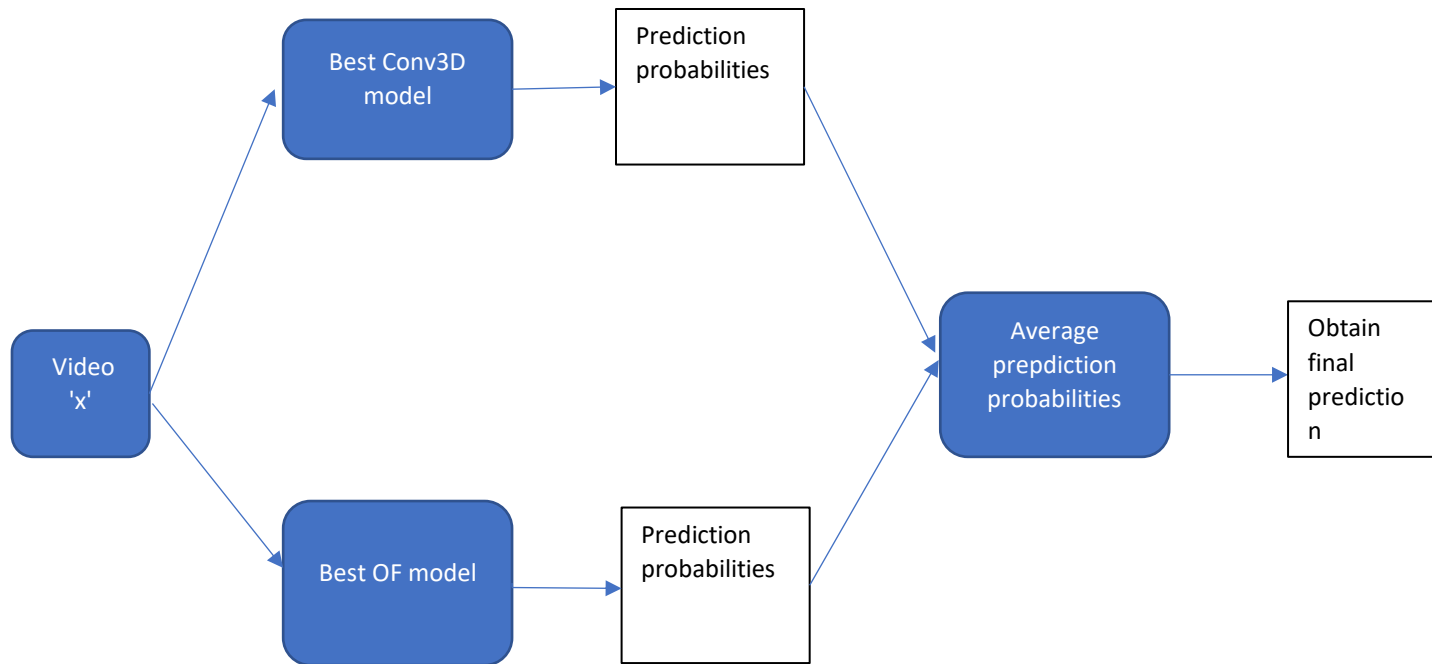 Best Conv3D
model
Prediction
probabilities
Video
'x'
Average
prepdiction
probabilities
Obtain
final
predictio
n
Best OF model
Prediction
probabilities